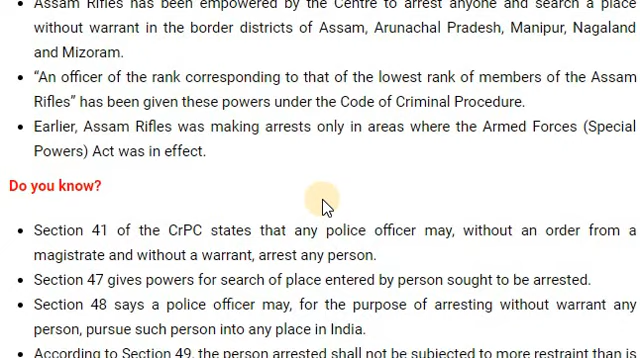 • Assam Rifles has been empowered by the Centre to arrest anyone and search a place
without warrant in the border districts of Assam, Arunachal Pradesh, Manipur, Nagaland
and Mizoram.
• “An officer of the rank corresponding to that of the lowest rank of members of the Assam
Rifles” has been given these powers under the Code of Criminal Procedure.
• Earlier, Assam Rifles was making arrests only in areas where the Armed Forces (Special
Powers) Act was in effect.
Do you know?
• Section 41 of the CrPC states that any police officer may, without an order from a
magistrate and without a warrant, arrest any person.
• Section 47 gives powers for search of place entered by person sought to be arrested.
• Section 48 says a police officer may, for the purpose of arresting without warrant any
person, pursue such person into any place in India.
• According to Section 49, the person arrested shall not be subjected to more restraint than is